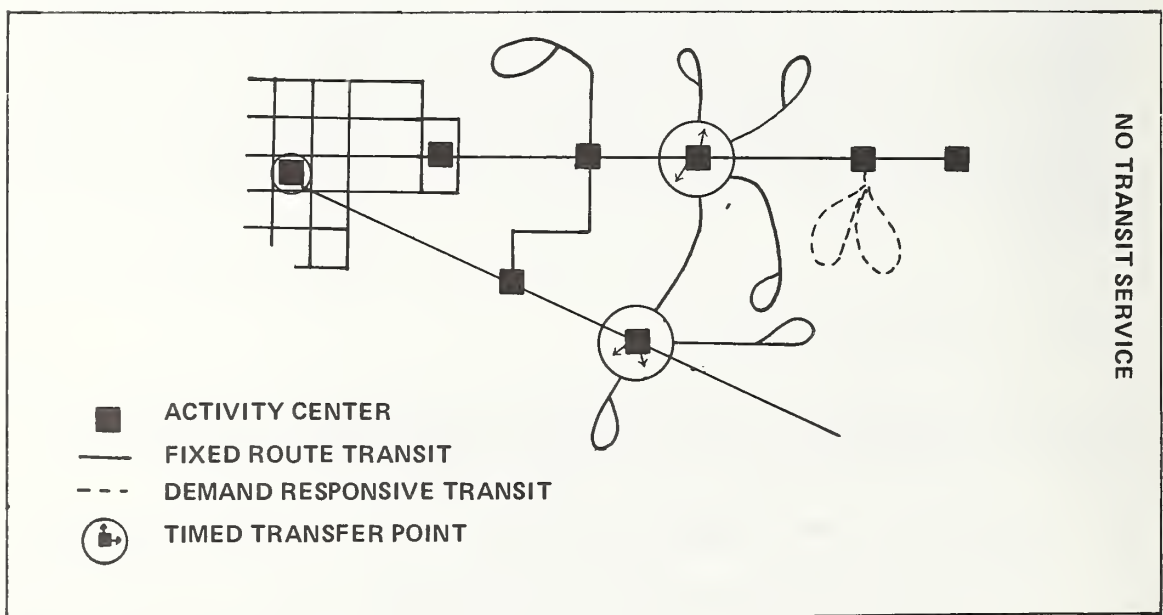 NO TRANSIT SERVICE
ACTIVITY CENTER
FIXED ROUTE TRANSIT
DEMAND RESPONSIVE TRANSIT
TIMED TRANSFER POINT